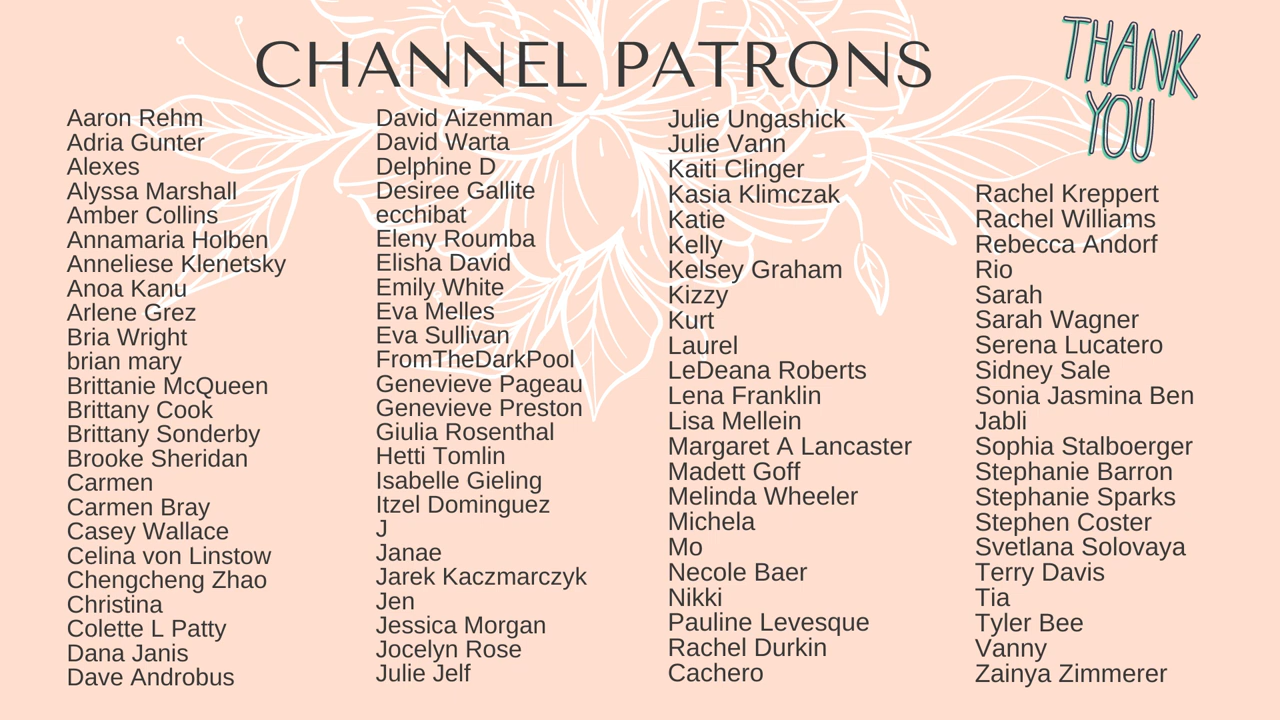 CHANNEL PATRONS
THANK
YOU
Aaron Rehm
Adria Gunter
Alexes
Alyssa Marshall
Amber Collins
Annamaria Holben
Anneliese Klenetsky
Anoa Kanu
Arlene Grez
Bria Wright
brian mary
Brittanie McQueen
Brittany Cook
Brittany Sonderby
Brooke Sheridan
Carmen
Carmen Bray
Casey Wallace
Celina von Linstow
Chengcheng Zhao
Christina
Colette L Patty
Dana Janis
Dave Androbus
David Aizenman
David Warta
Delphine D
Desiree Gallite
ecchibat
Eleny Roumba
Elisha David
Emily White
Eva Melles
Eva Sullivan
FromTheDarkPool
Genevieve Pageau
Genevieve Preston
Giulia Rosenthal
Hetti Tomlin
Isabelle Gieling
Itzel Dominguez
J
Janae
Jarek Kaczmarczyk
Jen
Jessica Morgan
Jocelyn Rose
Julie Jelf
Julie Ungashick
Julie Vann
Kaiti Clinger
Kasia Klimczak
Katie
Kelly
Kelsey Graham
Kizzy
Kurt
Laurel
LeDeana Roberts
Lena Franklin
Lisa Mellein
Margaret A Lancaster
Madett Goff
Melinda Wheeler
Michela
Mo
Necole Baer
Nikki
Pauline Levesque
Rachel Durkin
Cachero
Rachel Kreppert
Rachel Williams
Rebecca Andorf
Rio
Sarah
Sarah Wagner
Serena Lucatero
Sidney Sale
Sonia Jasmina Ben
Jabli
Sophia Stalboerger
Stephanie Barron
Stephanie Sparks
Stephen Coster
Svetlana Solovaya
Terry Davis
Tia
Tyler Bee
Vanny
Zainya Zimmerer